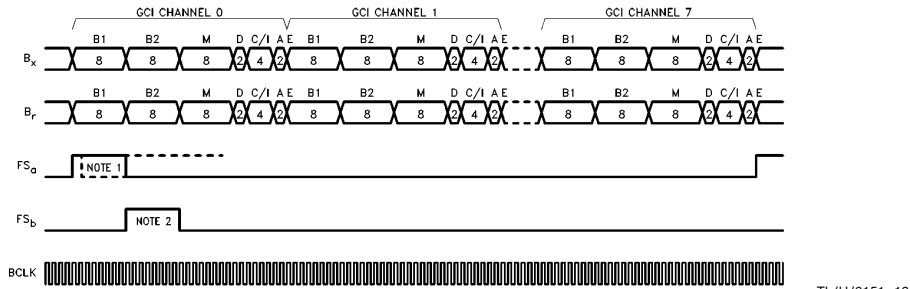 GCI CHANNEL 0 GCI CHANNEL 1 GCI CHANNEL 7
B1 B2 M D C/I A E B1 B2 M D C/I A E B1 B2 M D C/I A E
Bx 8 8 8 2 4 2 8 8 8 2 4 2 8 8 8 2 4 2
B1 B2 M D C/I A E B1 B2 M D C/I A E B1 B2 M D C/I A E
Br 8 8 8 2 4 2 8 8 8 2 4 2 8 8 8 2 4 2
FSa NOTE 1
FSb NOTE 2
BCLK